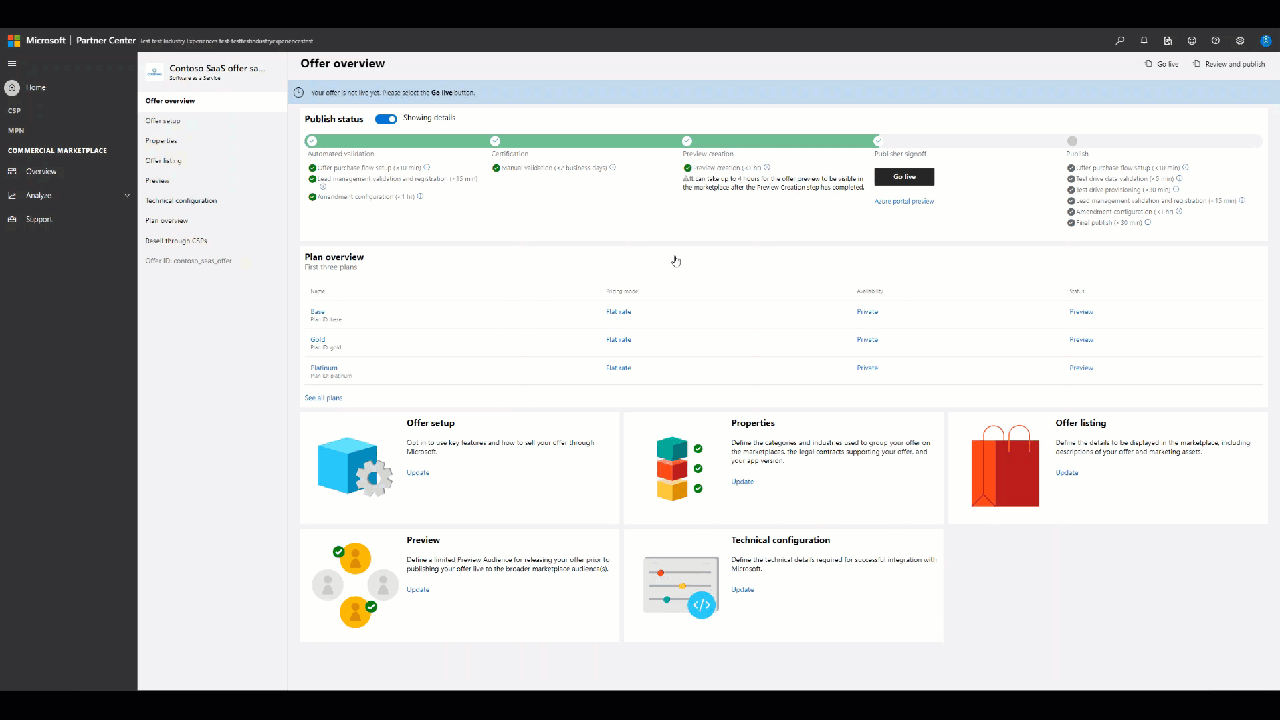 Microsoft | Partner Center
Contoso SaaS offer sa...
Software as a Service
Offer overview
Go live
Review and publish
Home
CSP
MPN
COMMERCIAL MARKETPLACE
Overview
Analyze
Support
Offer overview
Offer setup
Properties
Offer listing
Preview
Technical configuration
Plan overview
Resell through CSPs
Offer ID: contoso_saas_offer
Your offer is not live yet. Please select the Go live button.
Publish status
Showing details
Automated validation
Offer purchase flow setup (<10 min)
Lead management validation and registration (<15 min)
Amendment configuration (<1 hr)
Certification
Manual validation (<2 business days)
Preview creation
Preview creation (<1 hr)
It can take up to 4 hours for the offer preview to be visible in
the marketplace after the Preview Creation step has completed.
Publisher signoff
Go live
Azure portal preview
Publish
Offer purchase flow setup (<10 min)
Test drive data validation (<5 min)
Test drive provisioning (<30 min)
Lead management validation and registration (<15 min)
Amendment configuration (<1 hr)
Final publish (<30 min)
Plan overview
First three plans
Name
Pricing model
Availability
Status
Base
Flat rate
Private
Preview
Plan ID: base
Gold
Flat rate
Private
Preview
Plan ID: gold
Platinum
Flat rate
Private
Preview
Plan ID: platinum
See all plans
Offer setup
Opt in to use key features and how to sell your offer through
Microsoft.
Update
Properties
Define the categories and industries used to group your offer on
the marketplaces, the legal contracts supporting your offer, and
your app version.
Update
Offer listing
Define the details to be displayed in the marketplace, including
descriptions of your offer and marketing assets.
Update
Preview
Define a limited Preview Audience for releasing your offer prior to
publishing your offer live to the broader marketplace audience(s).
Update
Technical configuration
Define the technical details required for successful integration with
Microsoft.
Update